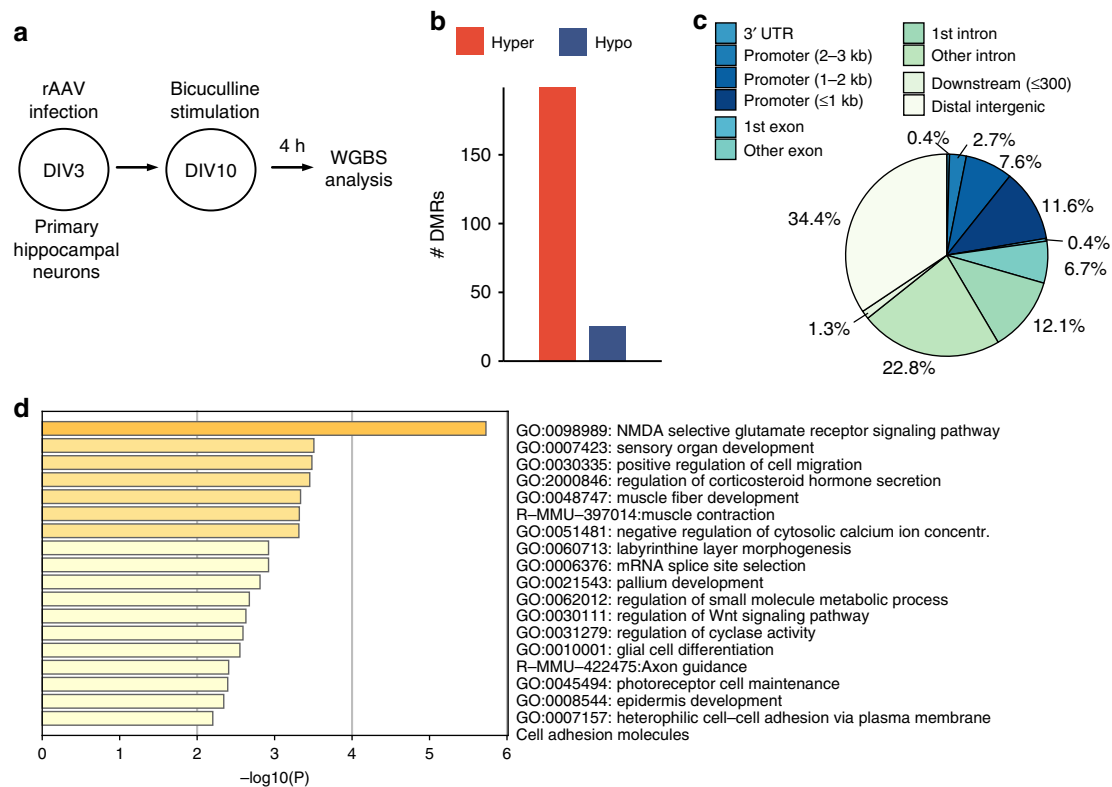 a
rAAV
infection
DIV3
Primary
hippocampal
neurons
Bicuculline
stimulation
DIV10
4 h
WGBS
analysis
b
Hyper
Hypo
# DMRs
150
100
50
0
c
3′ UTR
Promoter (2–3 kb)
Promoter (1–2 kb)
Promoter (≤1 kb)
1st exon
Other exon
1st intron
Other intron
Downstream (≤300)
Distal intergenic
0.4%
2.7%
7.6%
11.6%
0.4%
6.7%
12.1%
22.8%
1.3%
34.4%
d
GO:0098989: NMDA selective glutamate receptor signaling pathway
GO:0007423: sensory organ development
GO:0030335: positive regulation of cell migration
GO:2000846: regulation of corticosteroid hormone secretion
GO:0048747: muscle fiber development
R–MMU–397014:muscle contraction
GO:0051481: negative regulation of cytosolic calcium ion concentr.
GO:0060713: labyrinthine layer morphogenesis
GO:0006376: mRNA splice site selection
GO:0021543: pallium development
GO:0062012: regulation of small molecule metabolic process
GO:0030111: regulation of Wnt signaling pathway
GO:0031279: regulation of cyclase activity
GO:0010001: glial cell differentiation
R–MMU–422475:Axon guidance
GO:0045494: photoreceptor cell maintenance
GO:0008544: epidermis development
GO:0007157: heterophilic cell–cell adhesion via plasma membrane
Cell adhesion molecules
0 1 2 3 4 5 6
–log10(P)